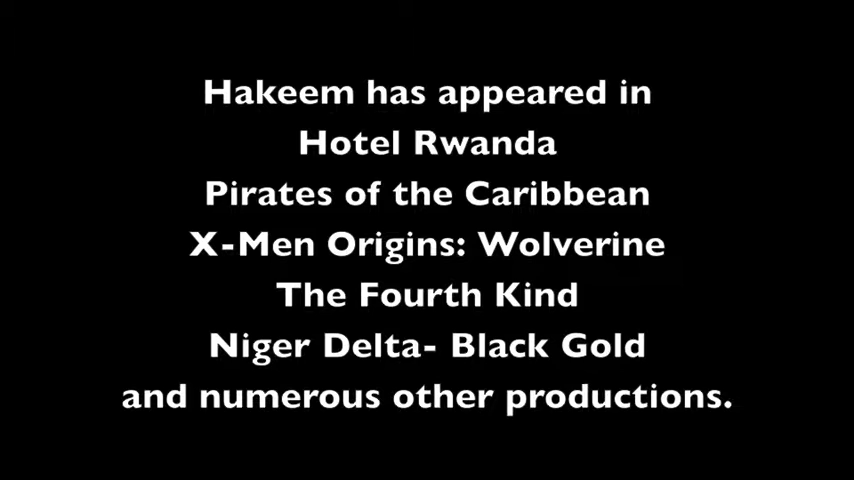 Hakeem has appeared in
Hotel Rwanda
Pirates of the Caribbean
X-Men Origins: Wolverine
The Fourth Kind
Niger Delta- Black Gold
and numerous other productions.